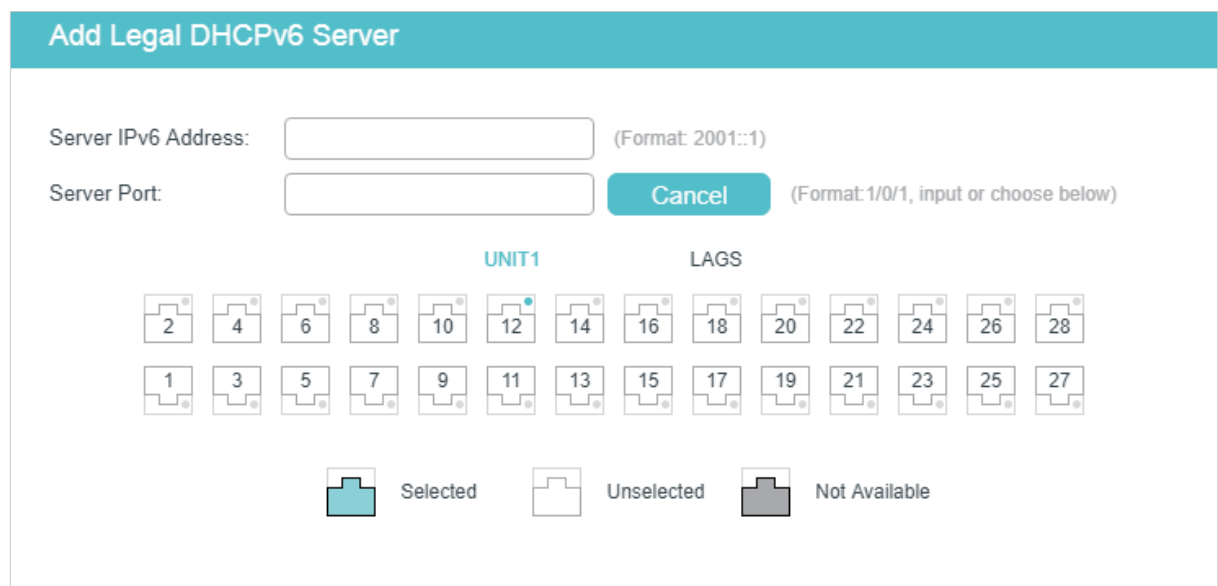 Add Legal DHCPv6 Server
Server IPv6 Address: (Format: 2001::1)
Server Port: Cancel (Format:1/0/1, input or choose below)
UNIT1 LAGS
2 4 6 8 10 12 14 16 18 20 22 24 26 28
1 3 5 7 9 11 13 15 17 19 21 23 25 27
Selected Unselected Not Available